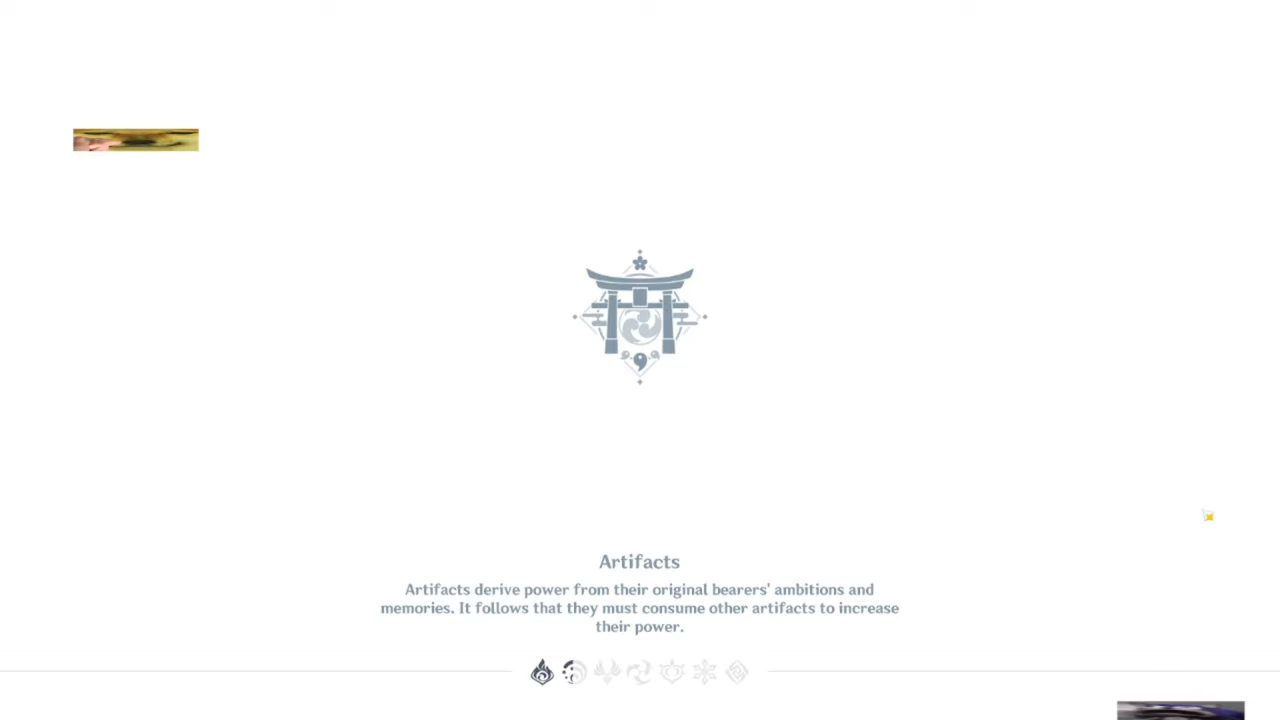 Artifacts
Artifacts derive power from their original bearers' ambitions and
memories. It follows that they must consume other artifacts to increase
their power.